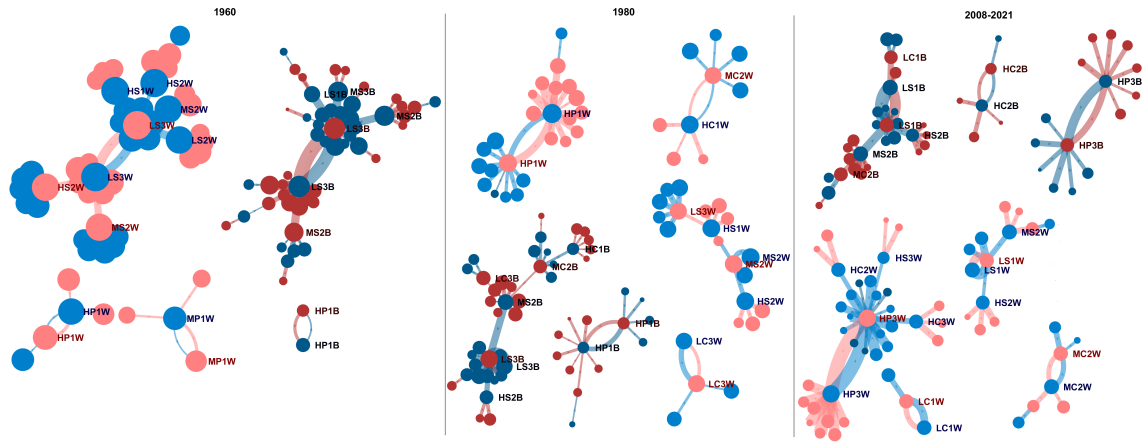 1960
HS2W
HS1W
MS2W
LS3W
LS2W
LS3W
HS2W
MS2W
HP1W
HP1W
MP1W
MP1W
LS1B
MS3B
MS2B
LS3B
LS3B
MS2B
HP1B
HP1B
1980
HP1W
HP1W
MC2W
HC1W
LS3W
HS1W
MS2W
MS2W
HS2W
HC1B
MC2B
LC3B
MS2B
LS3B
LS3B
HS2B
HP1B
HP1B
LC3W
LC3W
2008-2021
LC1B
LS1B
LS1B
HS2B
MS2B
MC2B
HC2B
HC2B
HP3B
HP3B
HS3W
HC2W
HP3W
HC3W
HP3W
LC1W
LC1W
MS2W
LS1W
LS1W
HS2W
MC2W
MC2W